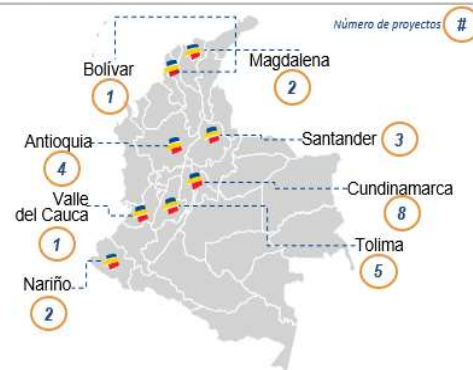 Número de proyectos #
Bolívar
1
Magdalena
2
Antioquia
4
Santander 3
Valle
del Cauca
1
Cundinamarca
8
Tolima
5
Nariño
2